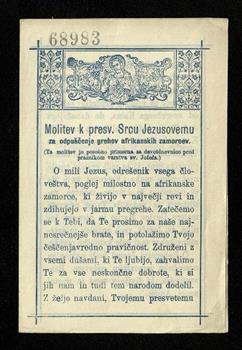 68983
Molitev k presv. Srcu Jezusovemu
za odpuščenje grehov afrikanskih zamorcev.
(Ta molitev je posebno primerna za devetdnevnico pred
praznikom varstva sv. Jožefa.)
O mili Jezus, odrešenik vsega člo-
veštva, poglej milostno na afrikanske
zamorce, ki živijo v največji revi in
zdihujejo v jarmu pregrehe. Zatečemo
se k Tebi, da Te prosimo za naše naj-
nesrečnejše brate, in potolažimo Tvojo
češčenjavredno pravičnost. Združeni z
vsemi dušami, ki Te ljubijo, zahvalimo
Te za vse neskončne dobrote, ki si
jih nam in tudi tem narodom dodelil.
Z željo navdani, Tvojemu presvetemu